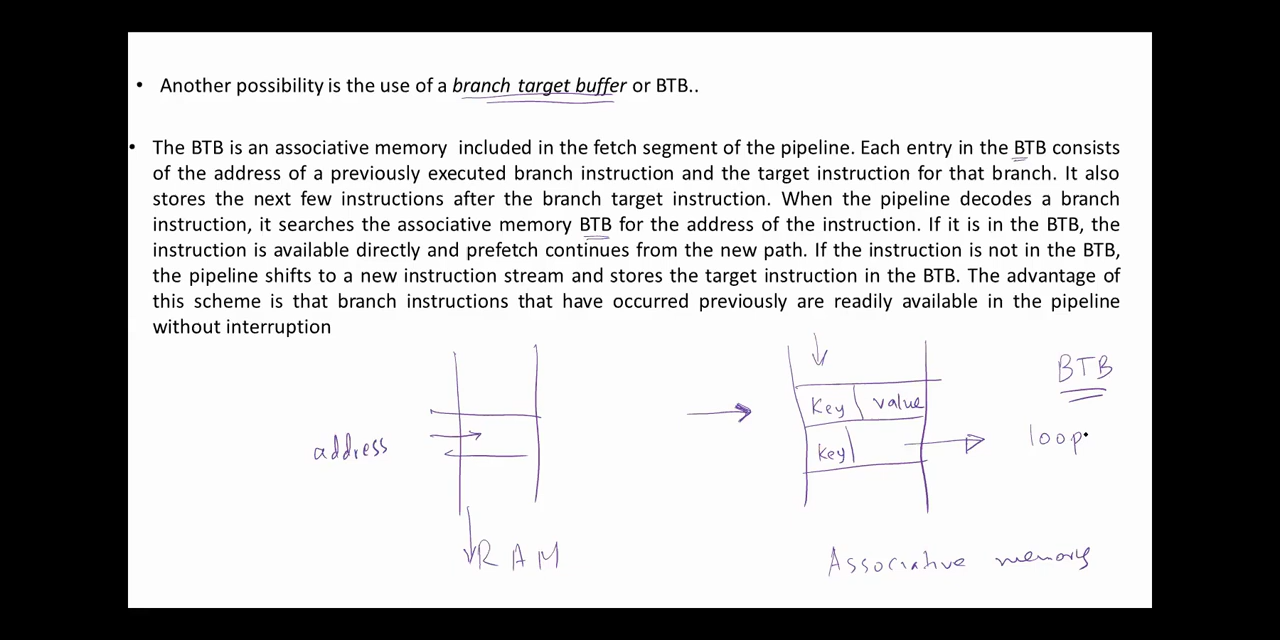 • Another possibility is the use of a branch target buffer or BTB..
• The BTB is an associative memory included in the fetch segment of the pipeline. Each entry in the BTB consists
of the address of a previously executed branch instruction and the target instruction for that branch. It also
stores the next few instructions after the branch target instruction. When the pipeline decodes a branch
instruction, it searches the associative memory BTB for the address of the instruction. If it is in the BTB, the
instruction is available directly and prefetch continues from the new path. If the instruction is not in the BTB,
the pipeline shifts to a new instruction stream and stores the target instruction in the BTB. The advantage of
this scheme is that branch instructions that have occurred previously are readily available in the pipeline
without interruption
BTB
Key value
address
key
loop
RAM
Associative memory